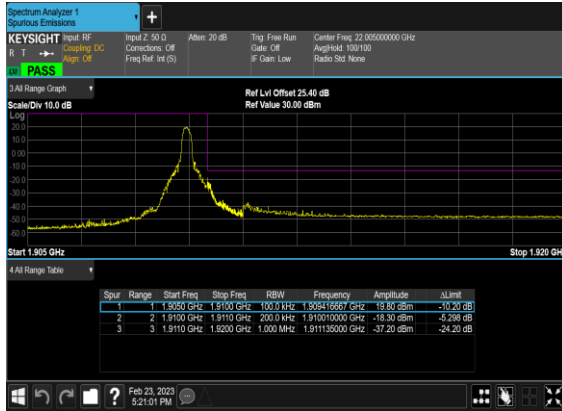 Spectrum Analyzer 1
Spurious Emissions
+
KEYSIGHT Input: RF Input Z: 50 Ω Atten: 20 dB Trig: Free Run Center Freq: 22.005000000 GHz
R T Coupling: DC Corrections: Off Gate: Off Avg|Hold: 100/100
Align: Off Freq Ref: Int (S) IF Gain: Low Radio Std: None
PASS
3 All Range Graph
Ref Lvl Offset 25.40 dB
Scale/Div 10.0 dB Ref Value 30.00 dBm
Log
20.0
10.0
0.00
-10.0
-20.0
-30.0
-40.0
-50.0
-60.0
Start 1.905 GHz Stop 1.920 GH
4 All Range Table
Spur Range Start Freq Stop Freq RBW Frequency Amplitude ΔLimit
1 1 1.9050 GHz 1.9100 GHz 100.0 kHz 1.909416667 GHz 19.80 dBm -10.20 dB
2 2 1.9100 GHz 1.9110 GHz 200.0 kHz 1.910010000 GHz -18.30 dBm -5.298 dB
3 3 1.9110 GHz 1.9200 GHz 1.000 MHz 1.911135000 GHz -37.20 dBm -24.20 dB
? Feb 23, 2023
5:21:01 PM